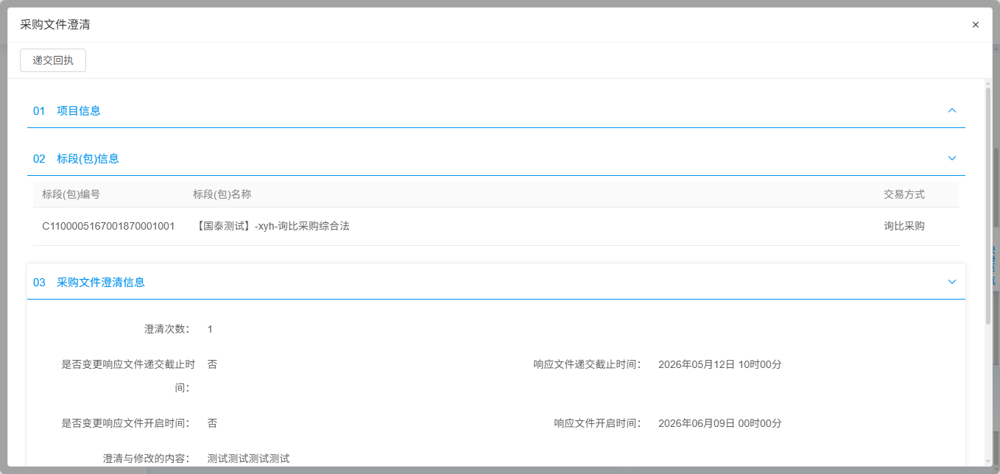 采购文件澄清
×
递交回执
01 项目信息
02 标段(包)信息
标段(包)编号 标段(包)名称 交易方式
C1100005167001870001001 【国泰测试】-xyh-询比采购综合法 询比采购
03 采购文件澄清信息
澄清次数： 1
是否变更响应文件递交截止时 否 响应文件递交截止时间： 2026年05月12日 10时00分
间：
是否变更响应文件开启时间： 否 响应文件开启时间： 2026年06月09日 00时00分
澄清与修改的内容： 测试测试测试测试